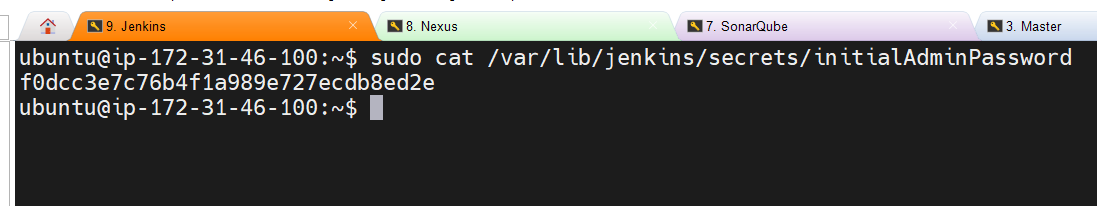 9. Jenkins
8. Nexus
7. SonarQube
3. Master
ubuntu@ip-172-31-46-100:~$ sudo cat /var/lib/jenkins/secrets/initialAdminPassword
f0dcc3e7c76b4f1a989e727ecdb8ed2e
ubuntu@ip-172-31-46-100:~$